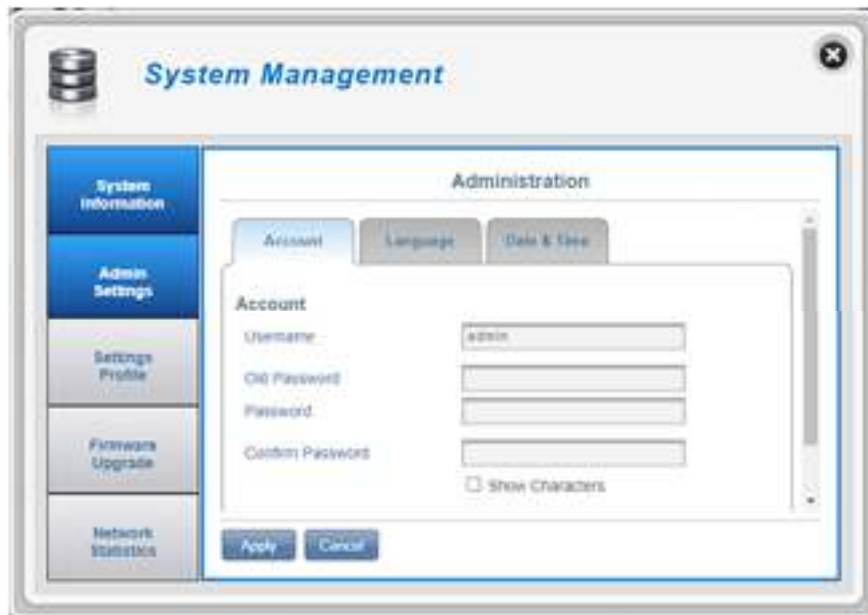 System Management
System
Information
Admin
Settings
Settings
Profile
Firmware
Upgrade
Network
Statistics
Administration
Account
Language
Date & Time
Account
Username
admin
Old Password
Password
Confirm Password
Show Characters
Apply
Cancel